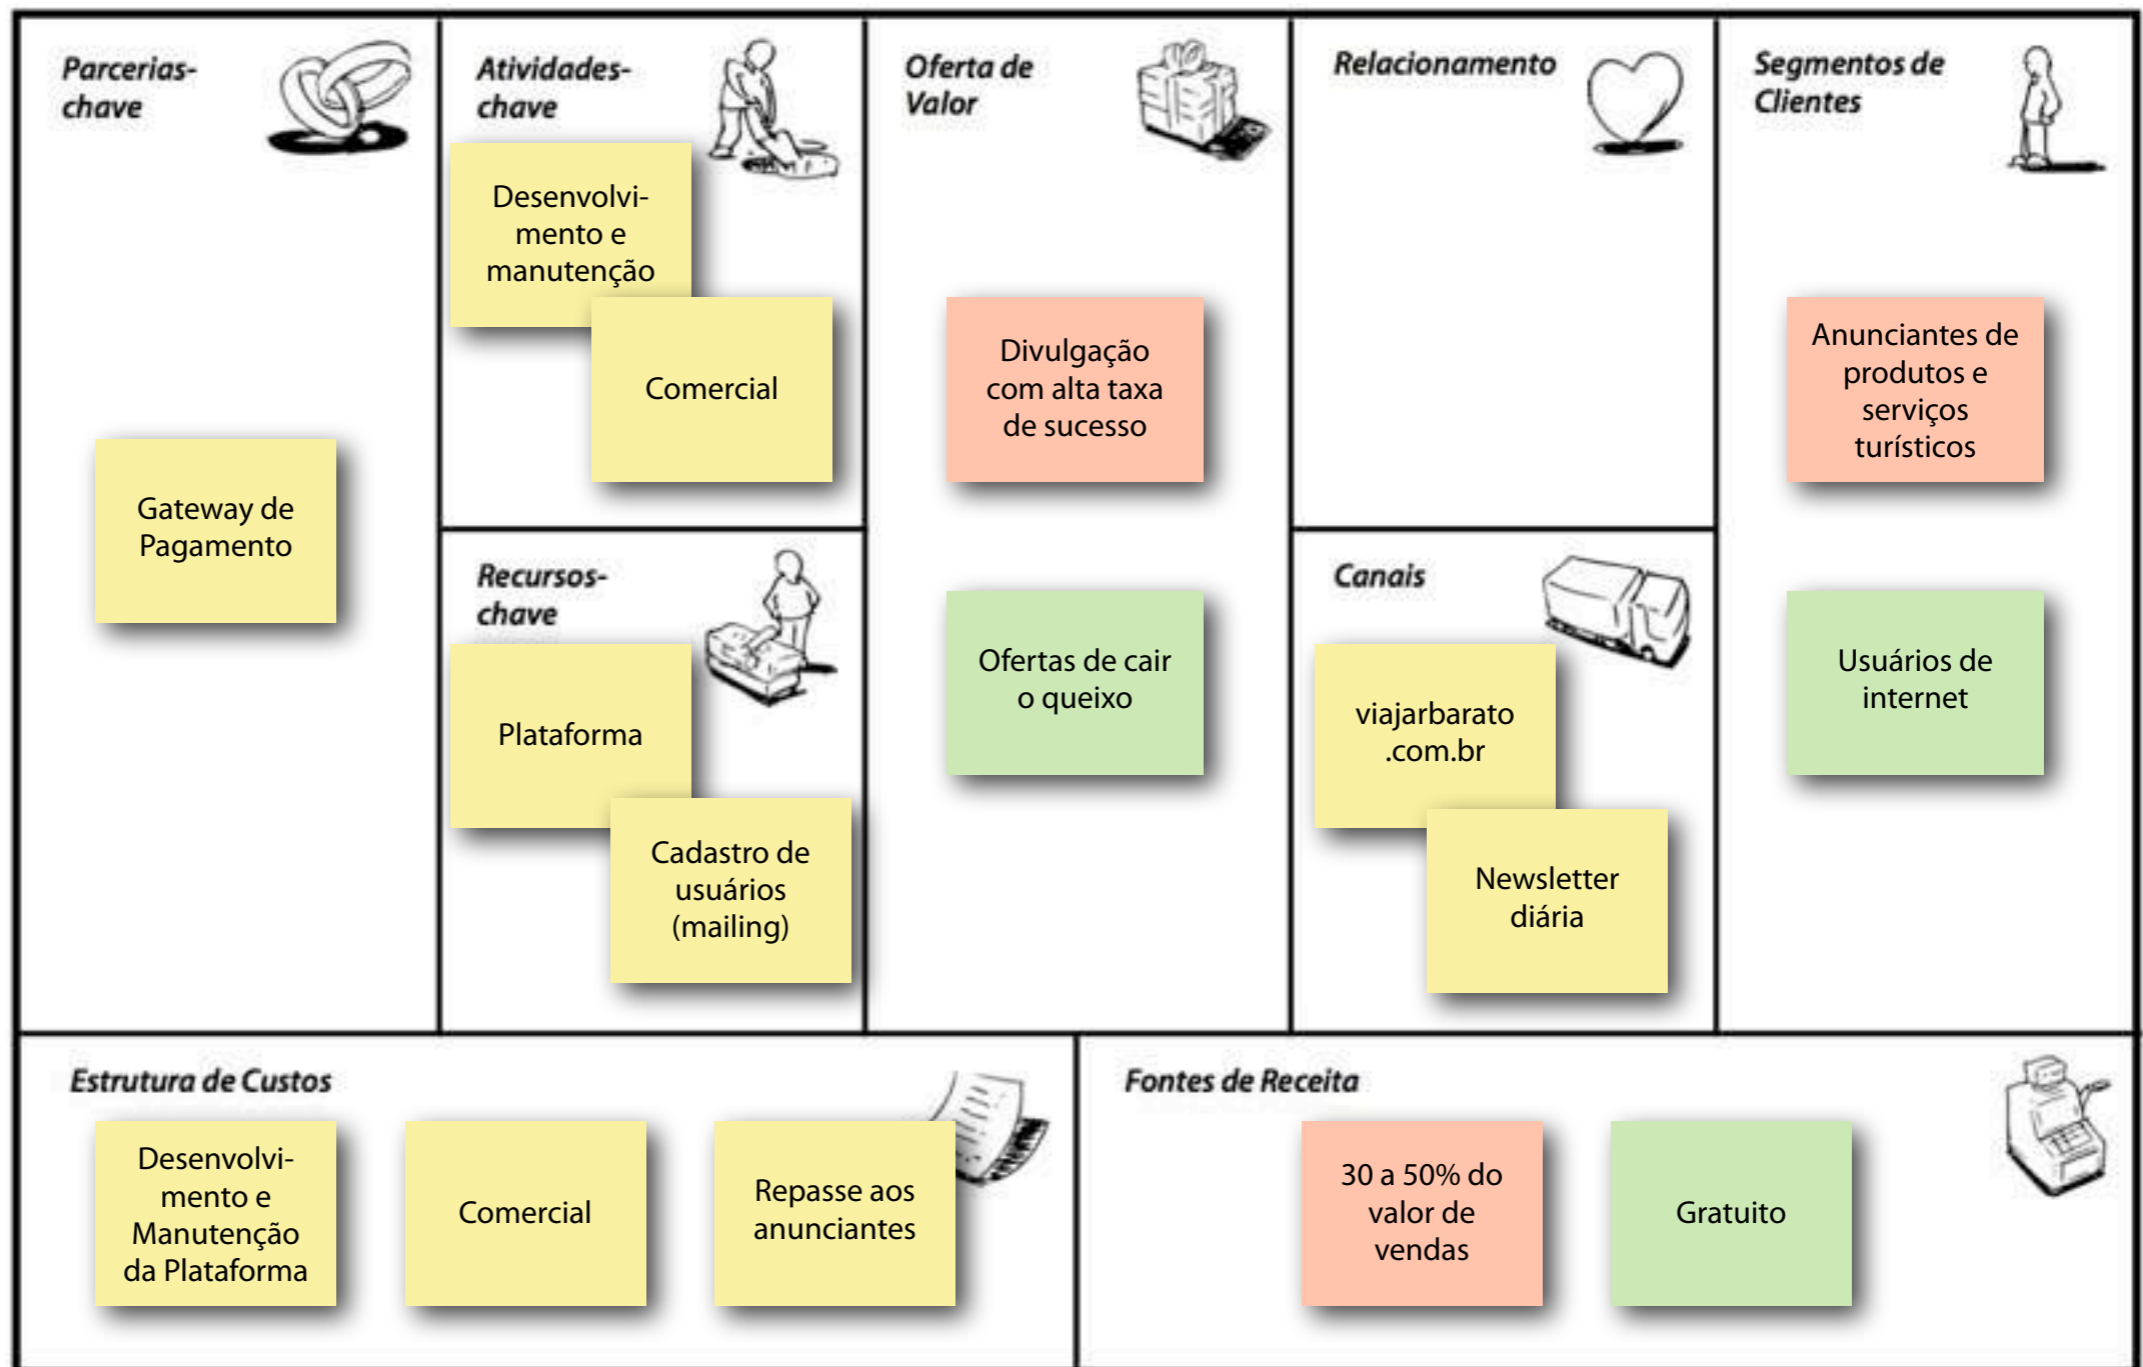 Parcerias-
chave
Gateway de
Pagamento
Atividades-
chave
Desenvolvi-
mento e
manutenção
Comercial
Recursos-
chave
Plataforma
Cadastro de
usuários
(mailing)
Oferta de
Valor
Divulgação
com alta taxa
de sucesso
Ofertas de cair
o queixo
Relacionamento
Canais
viajarbarato
.com.br
Newsletter
diária
Segmentos de
Clientes
Anunciantes de
produtos e
serviços
turísticos
Usuários de
internet
Estrutura de Custos
Desenvolvi-
mento e
Manutenção
da Plataforma
Comercial
Repasse aos
anunciantes
Fontes de Receita
30 a 50% do
valor de
vendas
Gratuito